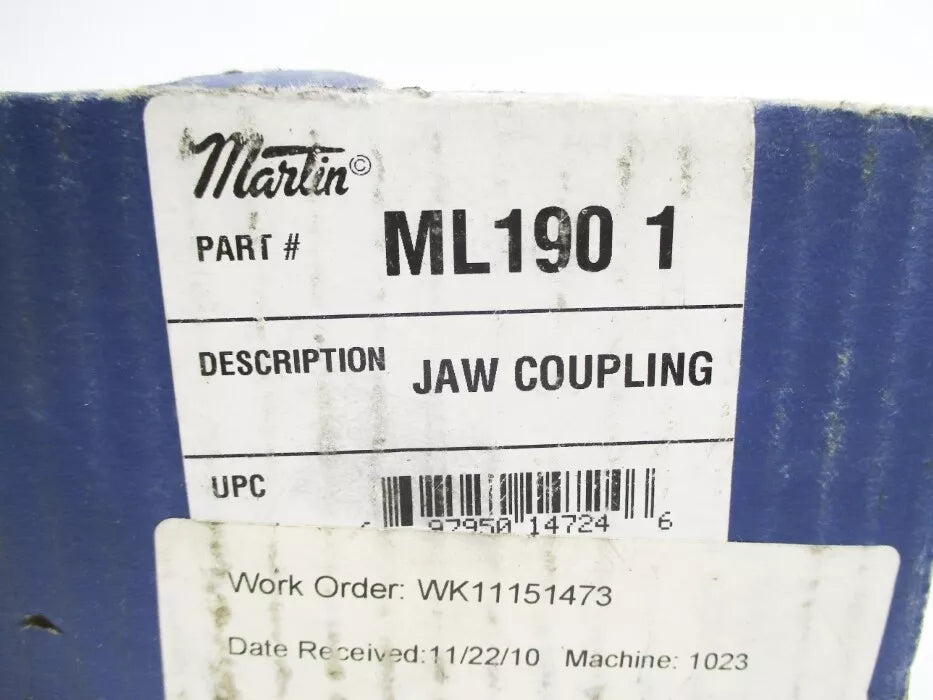 Martin©
PART # ML190 1
DESCRIPTION JAW COUPLING
UPC
97950 14724 6
Work Order: WK11151473
Date Received:11/22/10 Machine: 1023